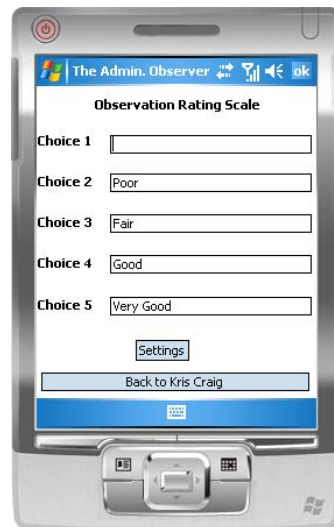 The Admin. Observer ok
Observation Rating Scale
Choice 1
Choice 2 Poor
Choice 3 Fair
Choice 4 Good
Choice 5 Very Good
Settings
Back to Kris Craig